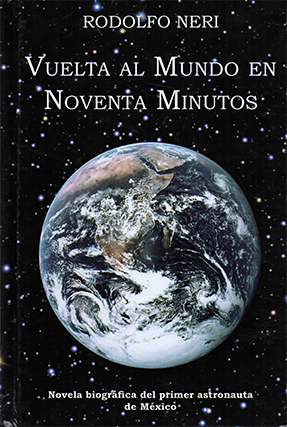 RODOLFO NERI
VUELTA AL MUNDO EN
NOVENTA MINUTOS
Novela biográfica del primer astronauta
de México